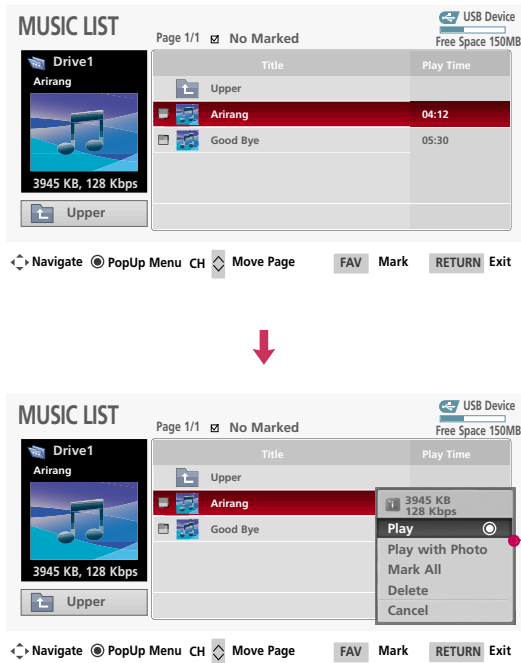 MUSIC LIST
Page 1/1 No Marked
USB Device
Free Space 150MB
Drive1
Arirang
3945 KB, 128 Kbps
Upper
Title Play Time
Upper
Arirang 04:12
Good Bye 05:30
Navigate PopUp Menu CH Move Page FAV Mark RETURN Exit
MUSIC LIST
Page 1/1 No Marked
USB Device
Free Space 150MB
Drive1
Arirang
3945 KB, 128 Kbps
Upper
Title Play Time
Upper
Arirang
Good Bye
3945 KB
128 Kbps
Play
Play with Photo
Mark All
Delete
Cancel
Navigate PopUp Menu CH Move Page FAV Mark RETURN Exit